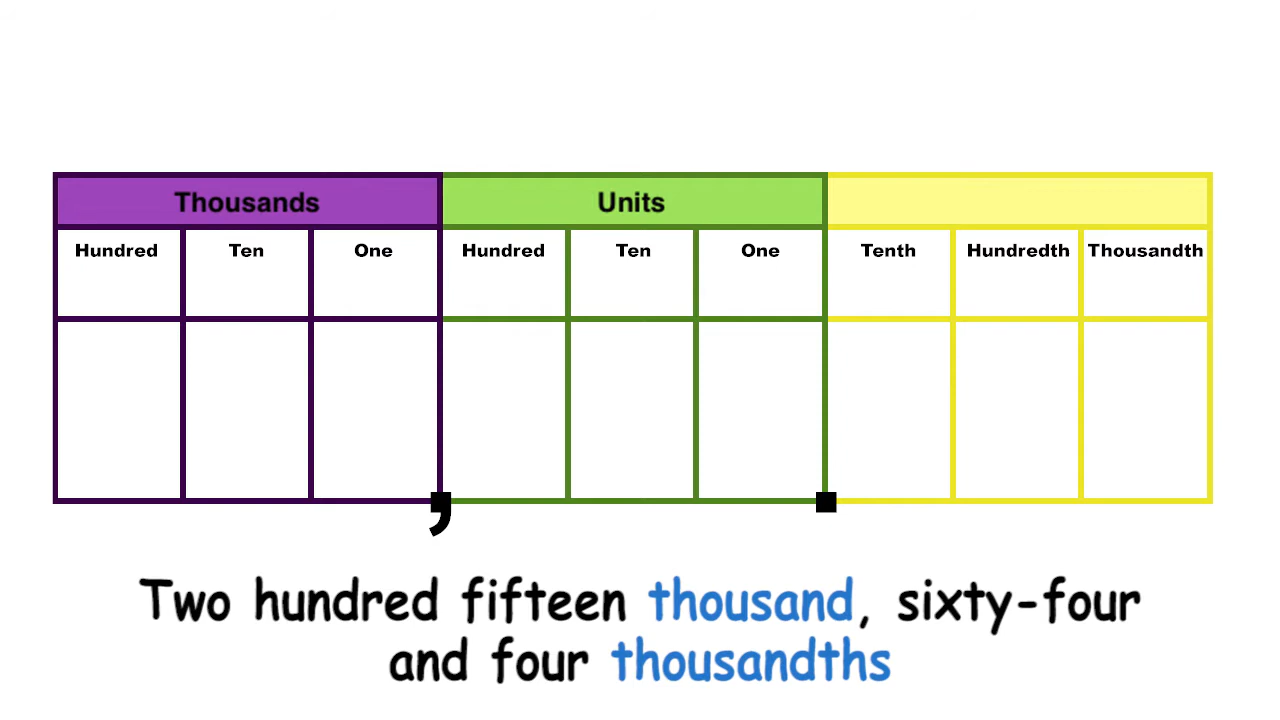 Thousands Units
Hundred Ten One Hundred Ten One Tenth Hundredth Thousandth
, .
Two hundred fifteen thousand, sixty-four
and four thousandths